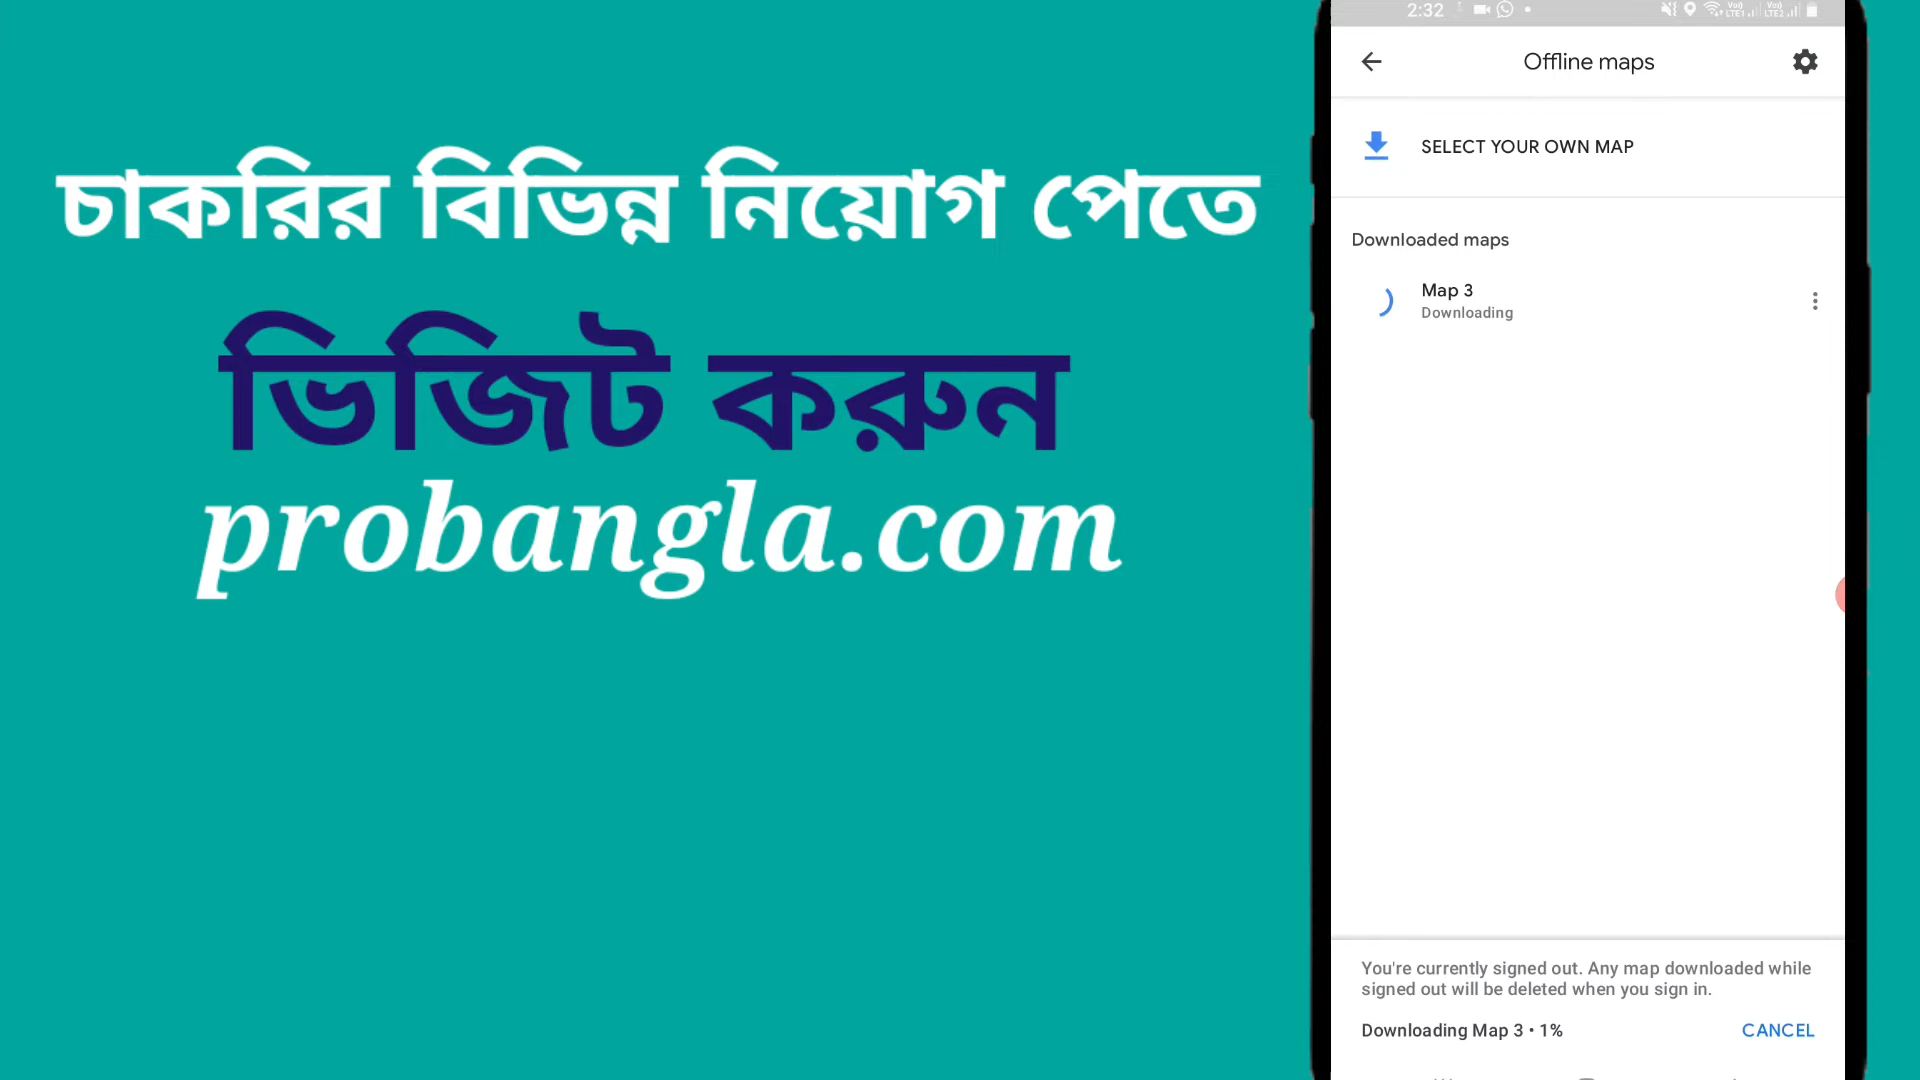 চাকরির বিভিন্ন নিয়োগ পেতে
ভিজিট করুন
probangla.com
2:32
Offline maps
SELECT YOUR OWN MAP
Downloaded maps
Map 3
Downloading
You're currently signed out. Any map downloaded while
signed out will be deleted when you sign in.
Downloading Map 3 • 1%
CANCEL